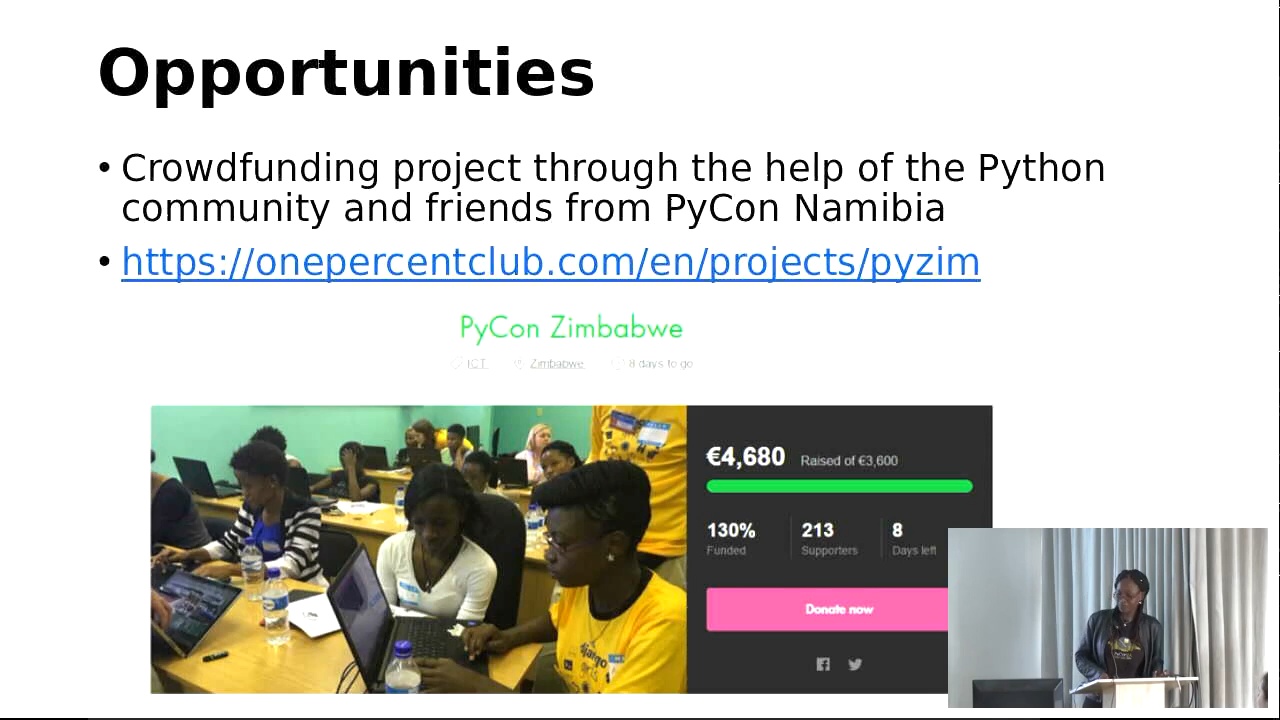 Opportunities
• Crowdfunding project through the help of the Python
community and friends from PyCon Namibia
• https://onepercentclub.com/en/projects/pyzim
PyCon Zimbabwe
ICT Zimbabwe 8 days to go
€4,680 Raised of €3,600
130% 213 8
Funded Supporters Days left
Donate now
django